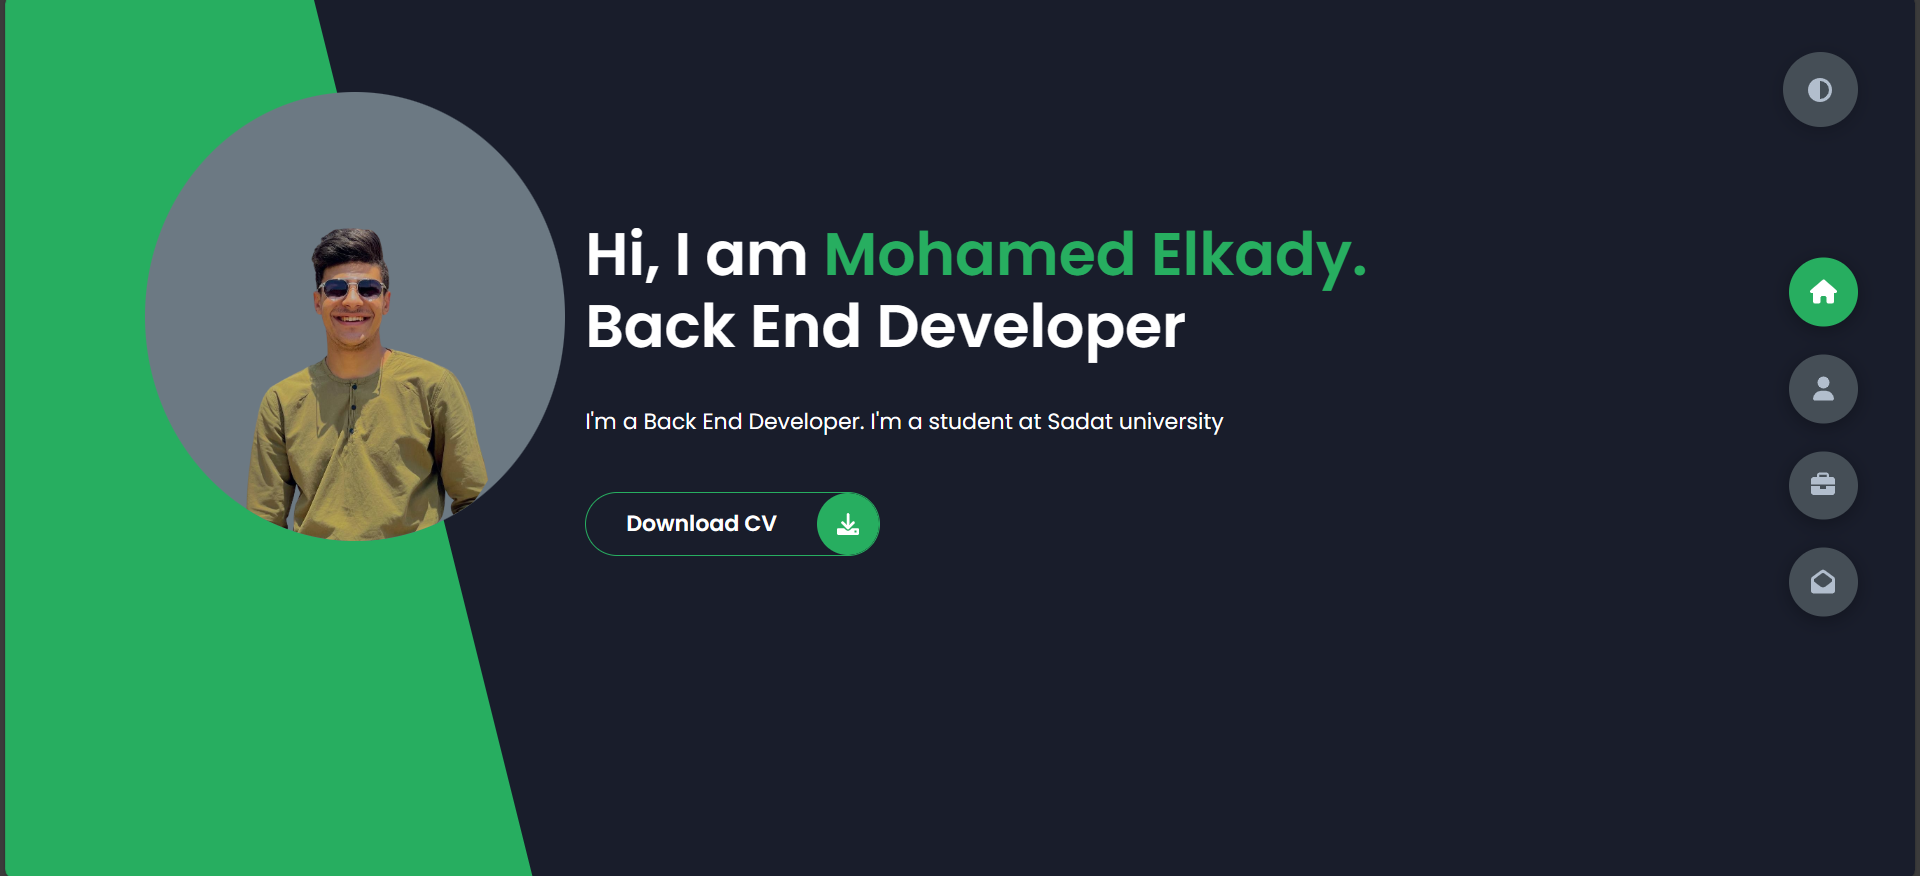 Hi, I am Mohamed Elkady.
Back End Developer
I'm a Back End Developer. I'm a student at Sadat university
Download CV